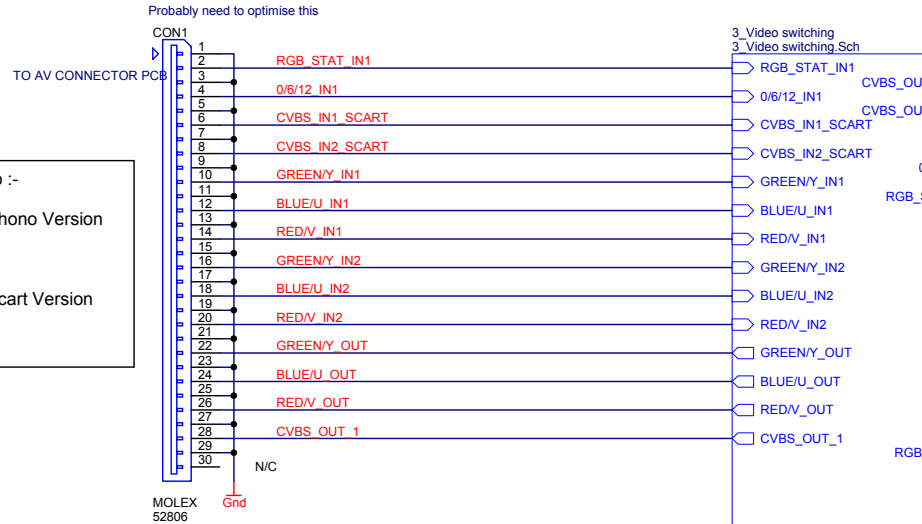 Probably need to optimise this
CON1
TO AV CONNECTOR PCB
1
2
3
4
5
6
7
8
9
10
11
12
13
14
15
16
17
18
19
20
21
22
23
24
25
26
27
28
29
30
RGB_STAT_IN1
0/6/12_IN1
CVBS_IN1_SCART
CVBS_IN2_SCART
GREEN/Y_IN1
BLUE/U_IN1
RED/V_IN1
GREEN/Y_IN2
BLUE/U_IN2
RED/V_IN2
GREEN/Y_OUT
BLUE/U_OUT
RED/V_OUT
CVBS_OUT_1
N/C
Gnd
MOLEX
52806
:-
hono Version
cart Version
3_Video switching
3_Video switching.Sch
RGB_STAT_IN1
0/6/12_IN1
CVBS_IN1_SCART
CVBS_IN2_SCART
GREEN/Y_IN1
BLUE/U_IN1
RED/V_IN1
GREEN/Y_IN2
BLUE/U_IN2
RED/V_IN2
GREEN/Y_OUT
BLUE/U_OUT
RED/V_OUT
CVBS_OUT_1
CVBS_OU
CVBS_OU
RGB_S
RGB